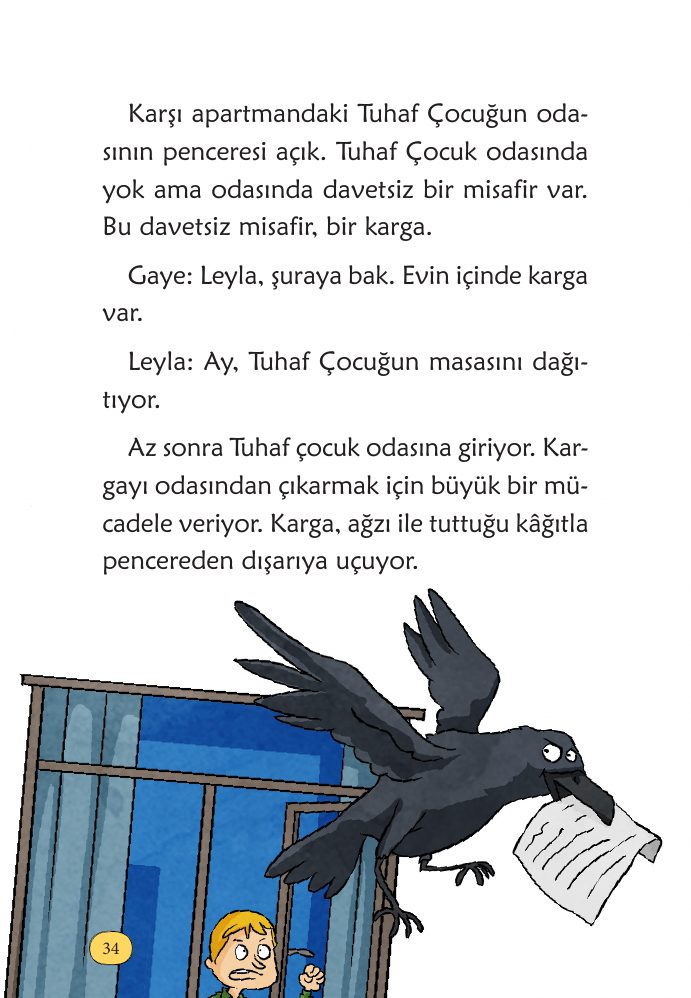 Karşı apartmandaki Tuhaf Çocuğun oda-
sının penceresi açık. Tuhaf Çocuk odasında
yok ama odasında davetsiz bir misafir var.
Bu davetsiz misafir, bir karga.
Gaye: Leyla, şuraya bak. Evin içinde karga
var.
Leyla: Ay, Tuhaf Çocuğun masasını dağı-
tıyor.
Az sonra Tuhaf çocuk odasına giriyor. Kar-
gayı odasından çıkarmak için büyük bir mü-
cadele veriyor. Karga, ağzı ile tuttuğu kâğıtla
pencereden dışarıya uçuyor.
34